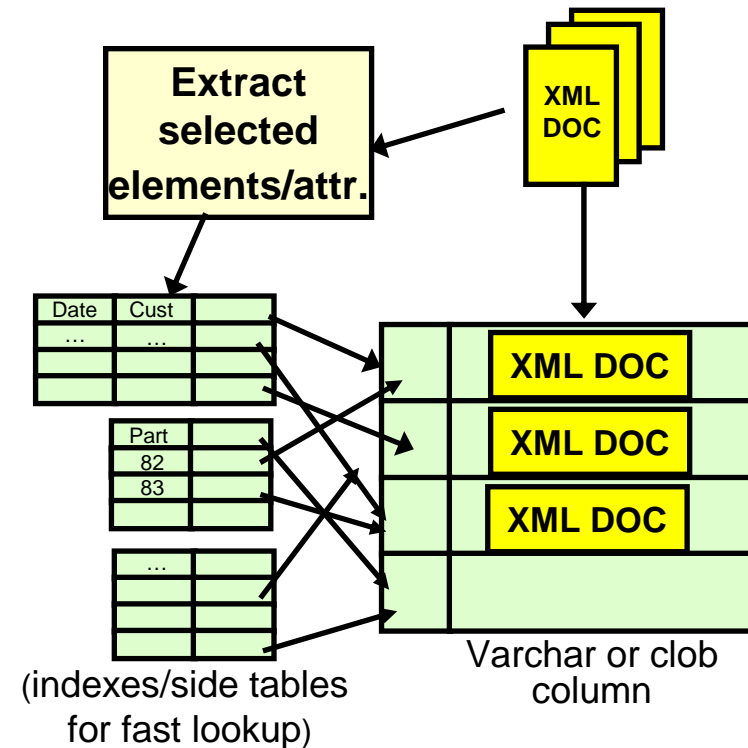 Extract
selected
elements/attr.
XML
DOC
Date Cust
… …
Part
82
83
…
XML DOC
XML DOC
XML DOC
(indexes/side tables
for fast lookup)
Varchar or clob
column